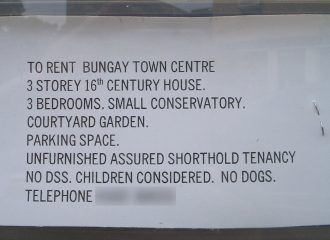 TO RENT BUNGAY TOWN CENTRE
3 STOREY 16th CENTURY HOUSE.
3 BEDROOMS. SMALL CONSERVATORY.
COURTYARD GARDEN.
PARKING SPACE.
UNFURNISHED ASSURED SHORTHOLD TENANCY
NO DSS. CHILDREN CONSIDERED. NO DOGS.
TELEPHONE